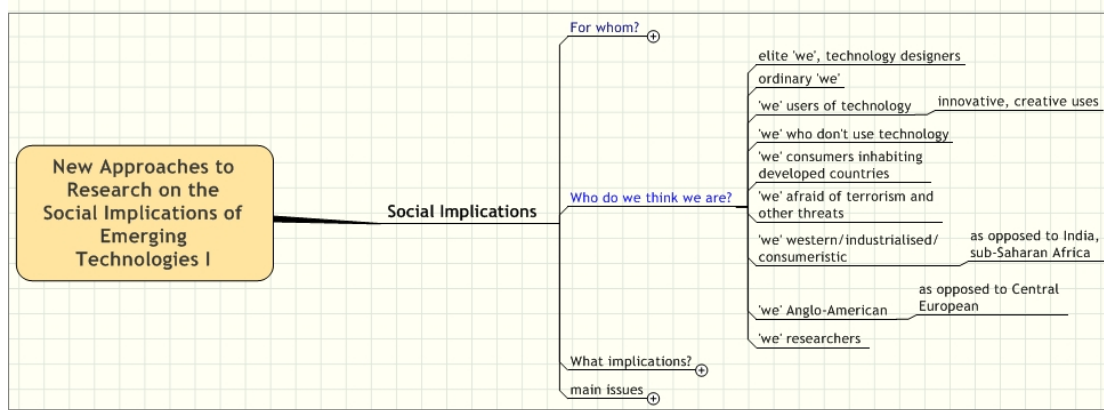 New Approaches to
Research on the
Social Implications of
Emerging
Technologies I
Social Implications
For whom?
Who do we think we are?
elite 'we', technology designers
ordinary 'we'
'we' users of technology
innovative, creative uses
'we' who don't use technology
'we' consumers inhabiting
developed countries
'we' afraid of terrorism and
other threats
'we' western/industrialised/
consumeristic
as opposed to India,
sub-Saharan Africa
'we' Anglo-American
as opposed to Central
European
'we' researchers
What implications?
main issues